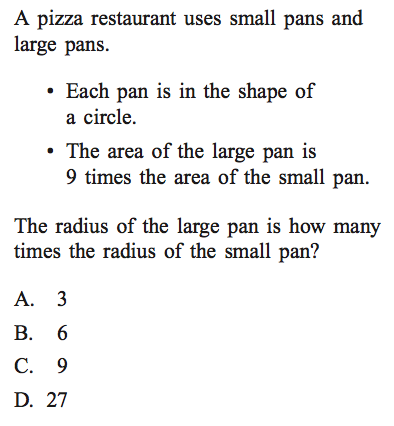 A pizza restaurant uses small pans and
large pans.
• Each pan is in the shape of
a circle.
• The area of the large pan is
9 times the area of the small pan.
The radius of the large pan is how many
times the radius of the small pan?
A. 3
B. 6
C. 9
D. 27